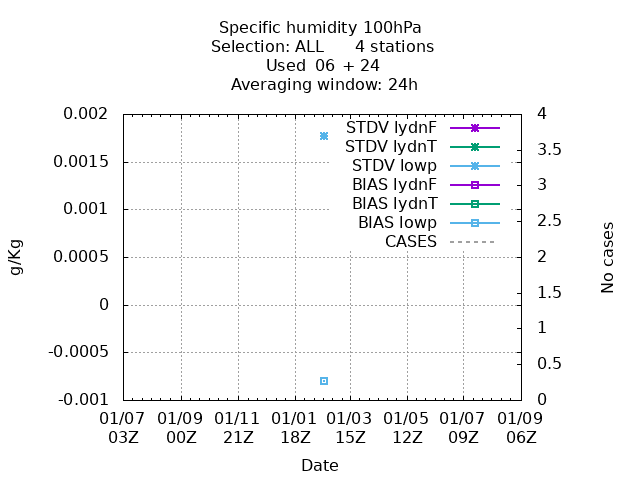 Specific humidity 100hPa
Selection: ALL 4 stations
Used 06 + 24
Averaging window: 24h
0.002
0.0015
0.001
0.0005
0
-0.0005
-0.001
g/Kg
STDV lydnF
STDV lydnT
STDV lowp
BIAS lydnF
BIAS lydnT
BIAS lowp
CASES
4
3.5
3
2.5
2
1.5
1
0.5
0
No cases
01/07 01/09 01/11 01/01 01/03 01/05 01/07 01/09
03Z 00Z 21Z 18Z 15Z 12Z 09Z 06Z
Date